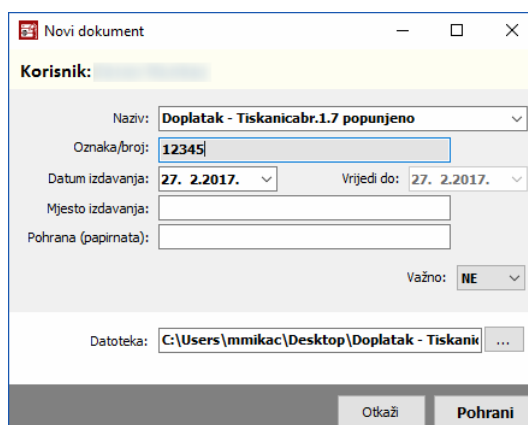 Novi dokument
Korisnik:
Naziv: Doplatak - Tiskanicabr.1.7 popunjeno
Oznaka/broj: 12345
Datum izdavanja: 27. 2.2017. Vrijedi do: 27. 2.2017.
Mjesto izdavanja:
Pohrana (papirnata):
Važno: NE
Datoteka: C:\Users\mmikac\Desktop\Doplatak - Tiskanic ...
Otkaži Pohrani